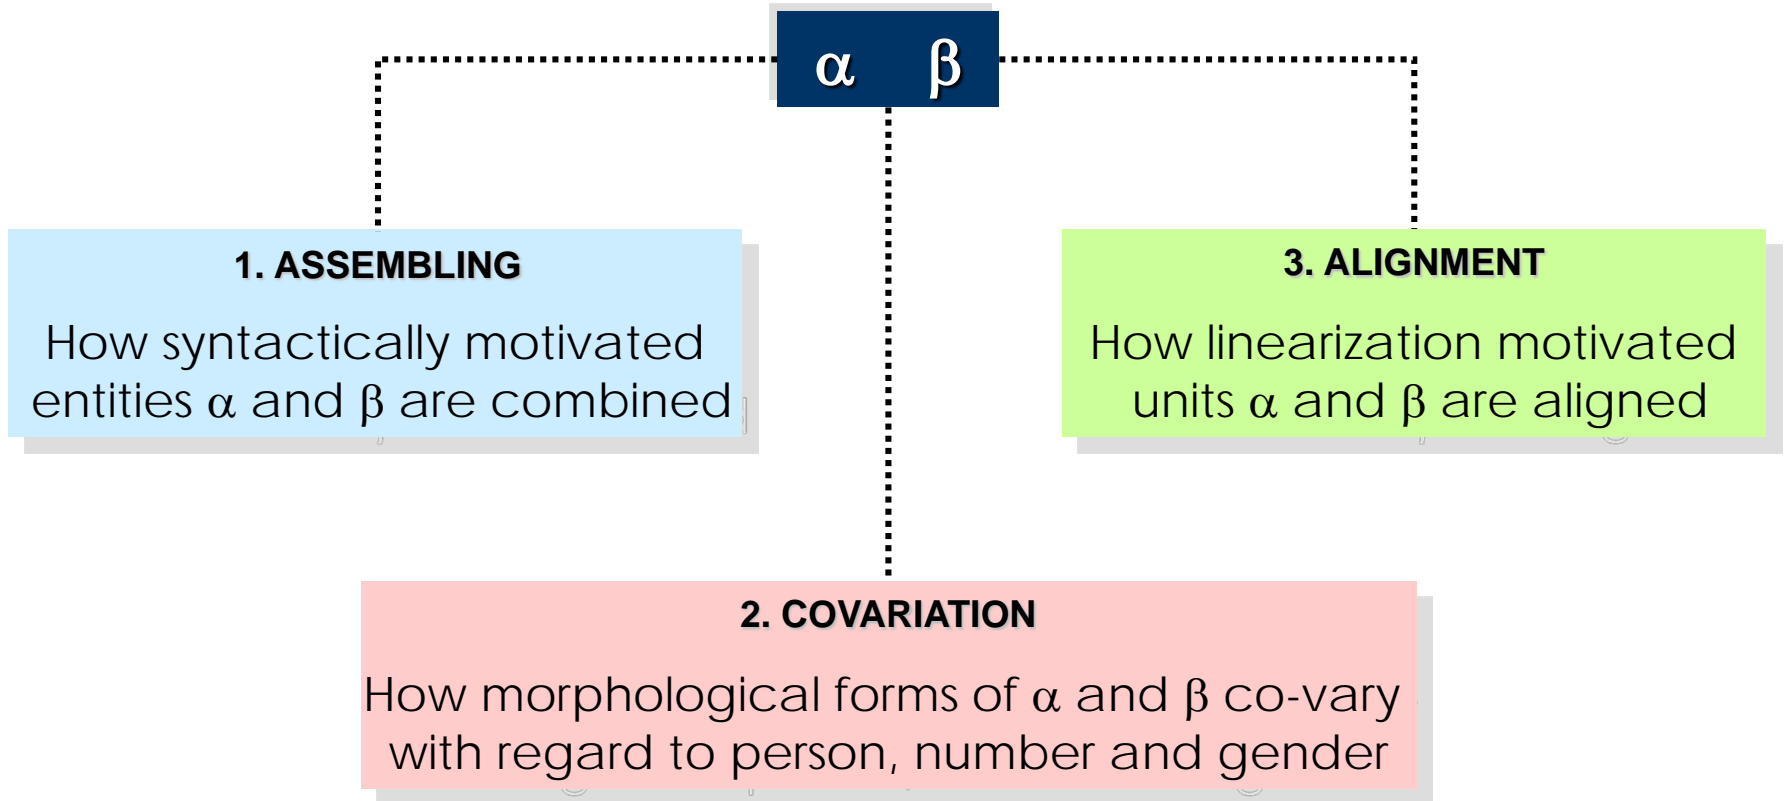 α β
1. ASSEMBLING
How syntactically motivated
entities α and β are combined
3. ALIGNMENT
How linearization motivated
units α and β are aligned
2. COVARIATION
How morphological forms of α and β co-vary
with regard to person, number and gender